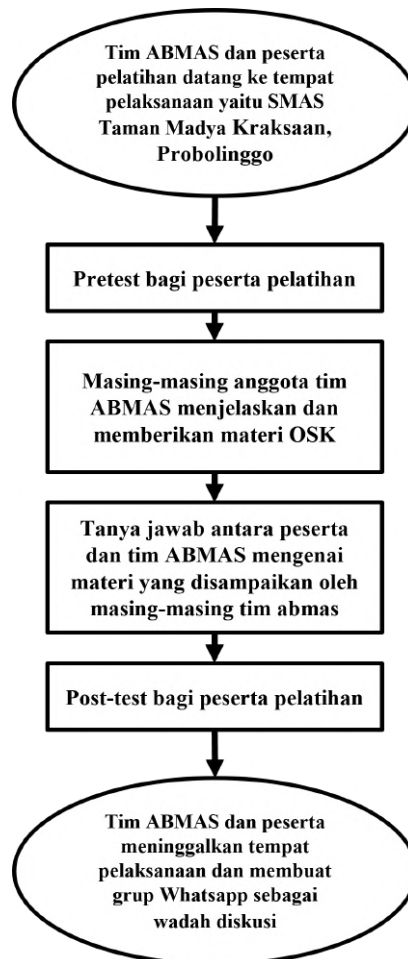 Tim ABMAS dan peserta
pelatihan datang ke tempat
pelaksanaan yaitu SMAS
Taman Madya Kraksaan,
Probolinggo
Pretest bagi peserta pelatihan
Masing-masing anggota tim
ABMAS menjelaskan dan
memberikan materi OSK
Tanya jawab antara peserta
dan tim ABMAS mengenai
materi yang disampaikan oleh
masing-masing tim abmas
Post-test bagi peserta pelatihan
Tim ABMAS dan peserta
meninggalkan tempat
pelaksanaan dan membuat
grup Whatsapp sebagai
wadah diskusi